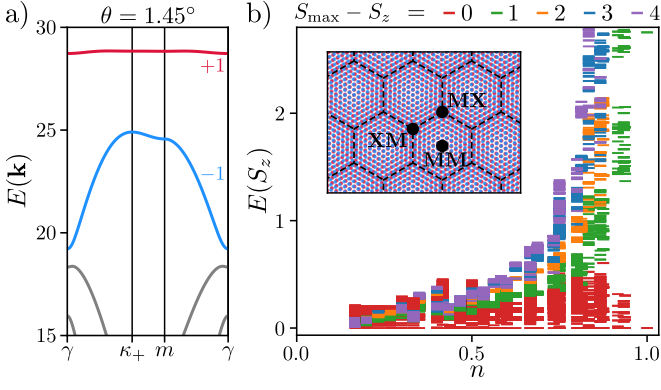 a)
θ = 1.45°
E(k)
30
25
20
15
+1
−1
γ
κ₊
m
γ
b)
S_max − S_z =
0
1
2
3
4
E(S_z)
2
1
0
MX
XM
MM
0.0
0.5
1.0
n